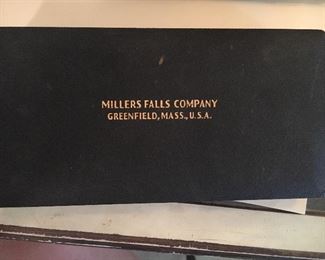 MILLERS FALLS COMPANY
GREENFIELD, MASS., U.S.A.